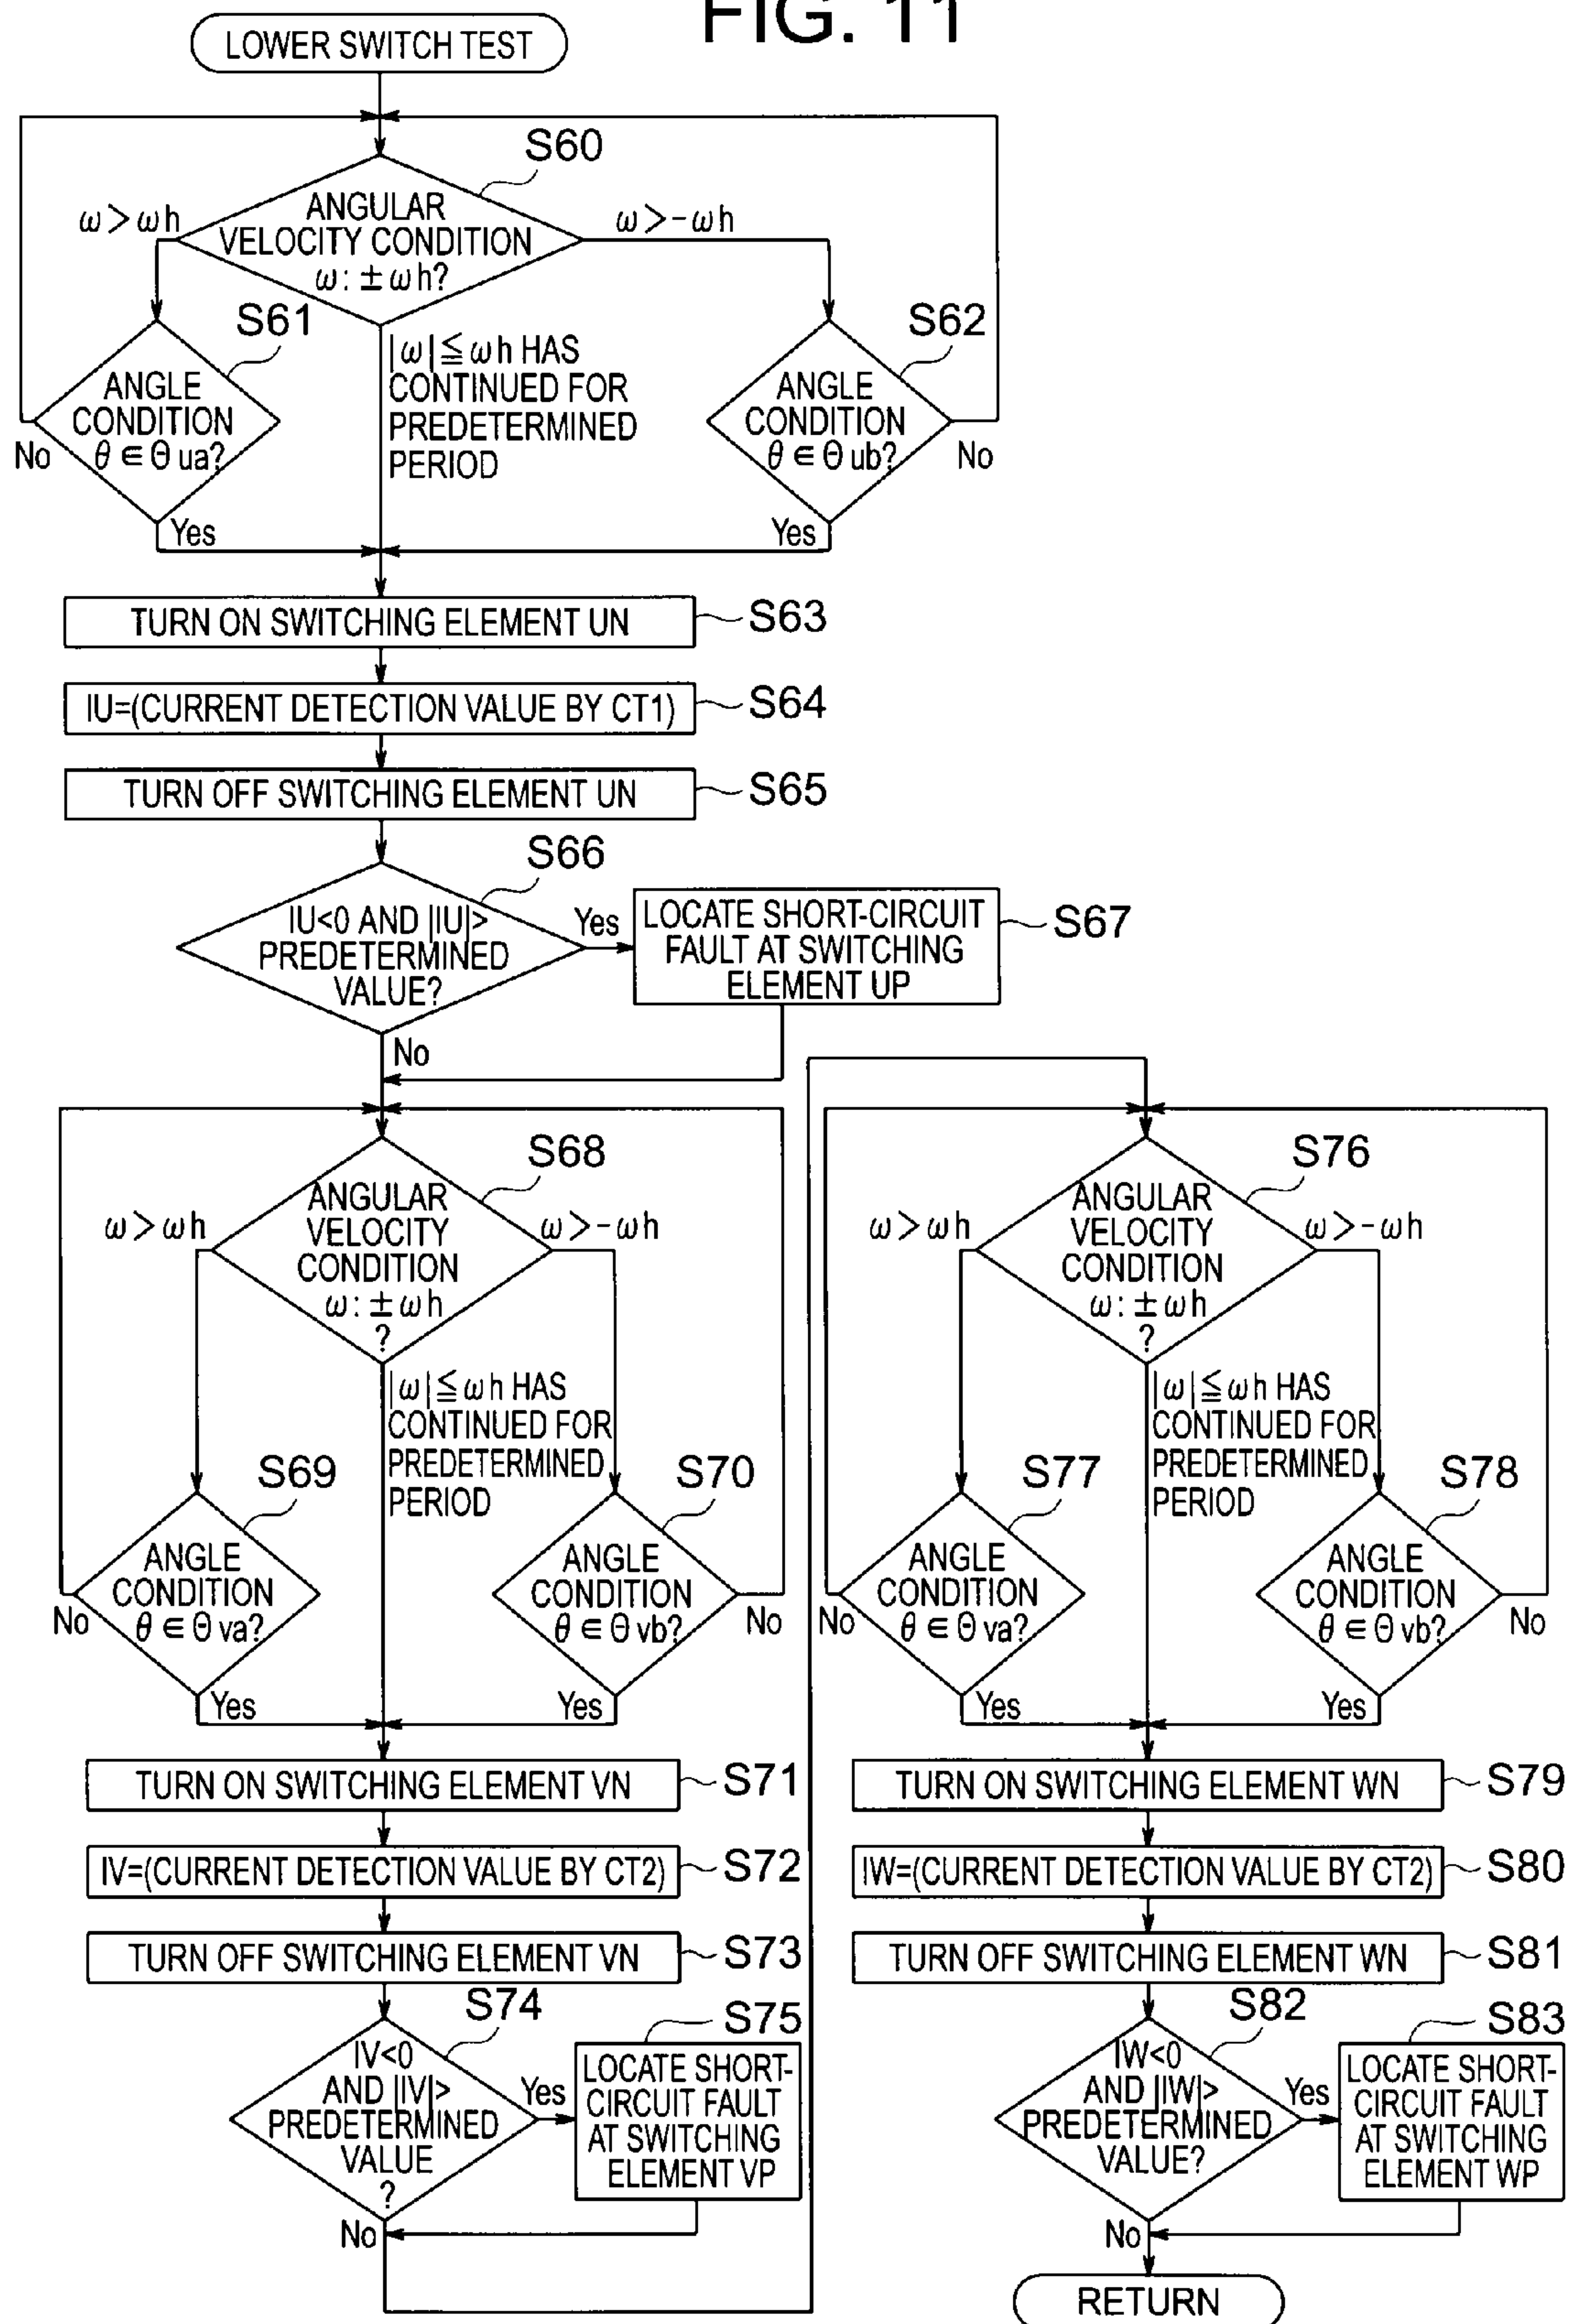 FIG. 11
LOWER SWITCH TEST
S60
ANGULAR
VELOCITY CONDITION
ω: ±ωh?
ω>ωh
ω>-ωh
S61
ANGLE
CONDITION
θ∈Θua?
No
Yes
|ω|≦ωh HAS
CONTINUED FOR
PREDETERMINED
PERIOD
S62
ANGLE
CONDITION
θ∈Θub?
No
Yes
TURN ON SWITCHING ELEMENT UN
S63
IU=(CURRENT DETECTION VALUE BY CT1)
S64
TURN OFF SWITCHING ELEMENT UN
S65
S66
IU<0 AND |IU|>
PREDETERMINED
VALUE?
Yes
No
LOCATE SHORT-CIRCUIT
FAULT AT SWITCHING
ELEMENT UP
S67
S68
ANGULAR
VELOCITY
CONDITION
ω: ±ωh
?
ω>ωh
ω>-ωh
|ω|≦ωh HAS
CONTINUED FOR
PREDETERMINED
PERIOD
S69
ANGLE
CONDITION
θ∈Θva?
No
Yes
S70
ANGLE
CONDITION
θ∈Θvb?
No
Yes
TURN ON SWITCHING ELEMENT VN
S71
IV=(CURRENT DETECTION VALUE BY CT2)
S72
TURN OFF SWITCHING ELEMENT VN
S73
S74
IV<0
AND |IV|>
PREDETERMINED
VALUE
?
Yes
No
S75
LOCATE SHORT-
CIRCUIT FAULT
AT SWITCHING
ELEMENT VP
S76
ANGULAR
VELOCITY
CONDITION
ω: ±ωh
?
ω>ωh
ω>-ωh
|ω|≦ωh HAS
CONTINUED FOR
PREDETERMINED
PERIOD
S77
ANGLE
CONDITION
θ∈Θva?
No
Yes
S78
ANGLE
CONDITION
θ∈Θvb?
No
Yes
TURN ON SWITCHING ELEMENT WN
S79
IW=(CURRENT DETECTION VALUE BY CT2)
S80
TURN OFF SWITCHING ELEMENT WN
S81
S82
IW<0
AND |IW|>
PREDETERMINED
VALUE?
Yes
No
S83
LOCATE SHORT-
CIRCUIT FAULT
AT SWITCHING
ELEMENT WP
RETURN